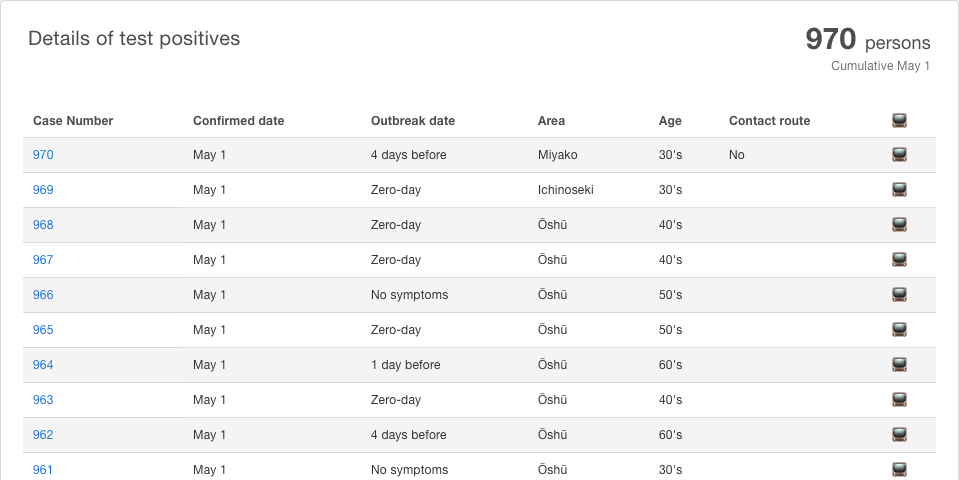 Details of test positives
970 persons
Cumulative May 1
Case Number Confirmed date Outbreak date Area Age Contact route
970 May 1 4 days before Miyako 30's No
969 May 1 Zero-day Ichinoseki 30's
968 May 1 Zero-day Ōshū 40's
967 May 1 Zero-day Ōshū 40's
966 May 1 No symptoms Ōshū 50's
965 May 1 Zero-day Ōshū 50's
964 May 1 1 day before Ōshū 60's
963 May 1 Zero-day Ōshū 40's
962 May 1 4 days before Ōshū 60's
961 May 1 No symptoms Ōshū 30's